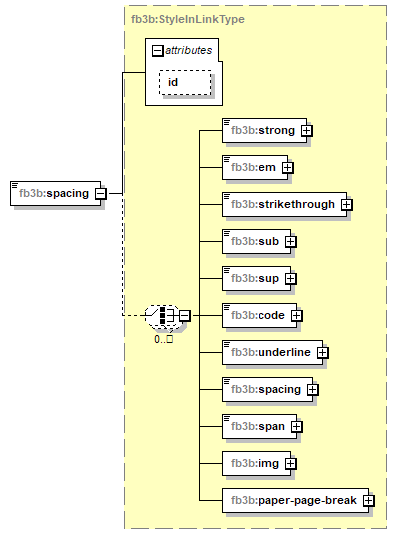 fb3b:StyleInLinkType
attributes
id
fb3b:spacing
fb3b:strong
fb3b:em
fb3b:strikethrough
fb3b:sub
fb3b:sup
fb3b:code
0..□
fb3b:underline
fb3b:spacing
fb3b:span
fb3b:img
fb3b:paper-page-break